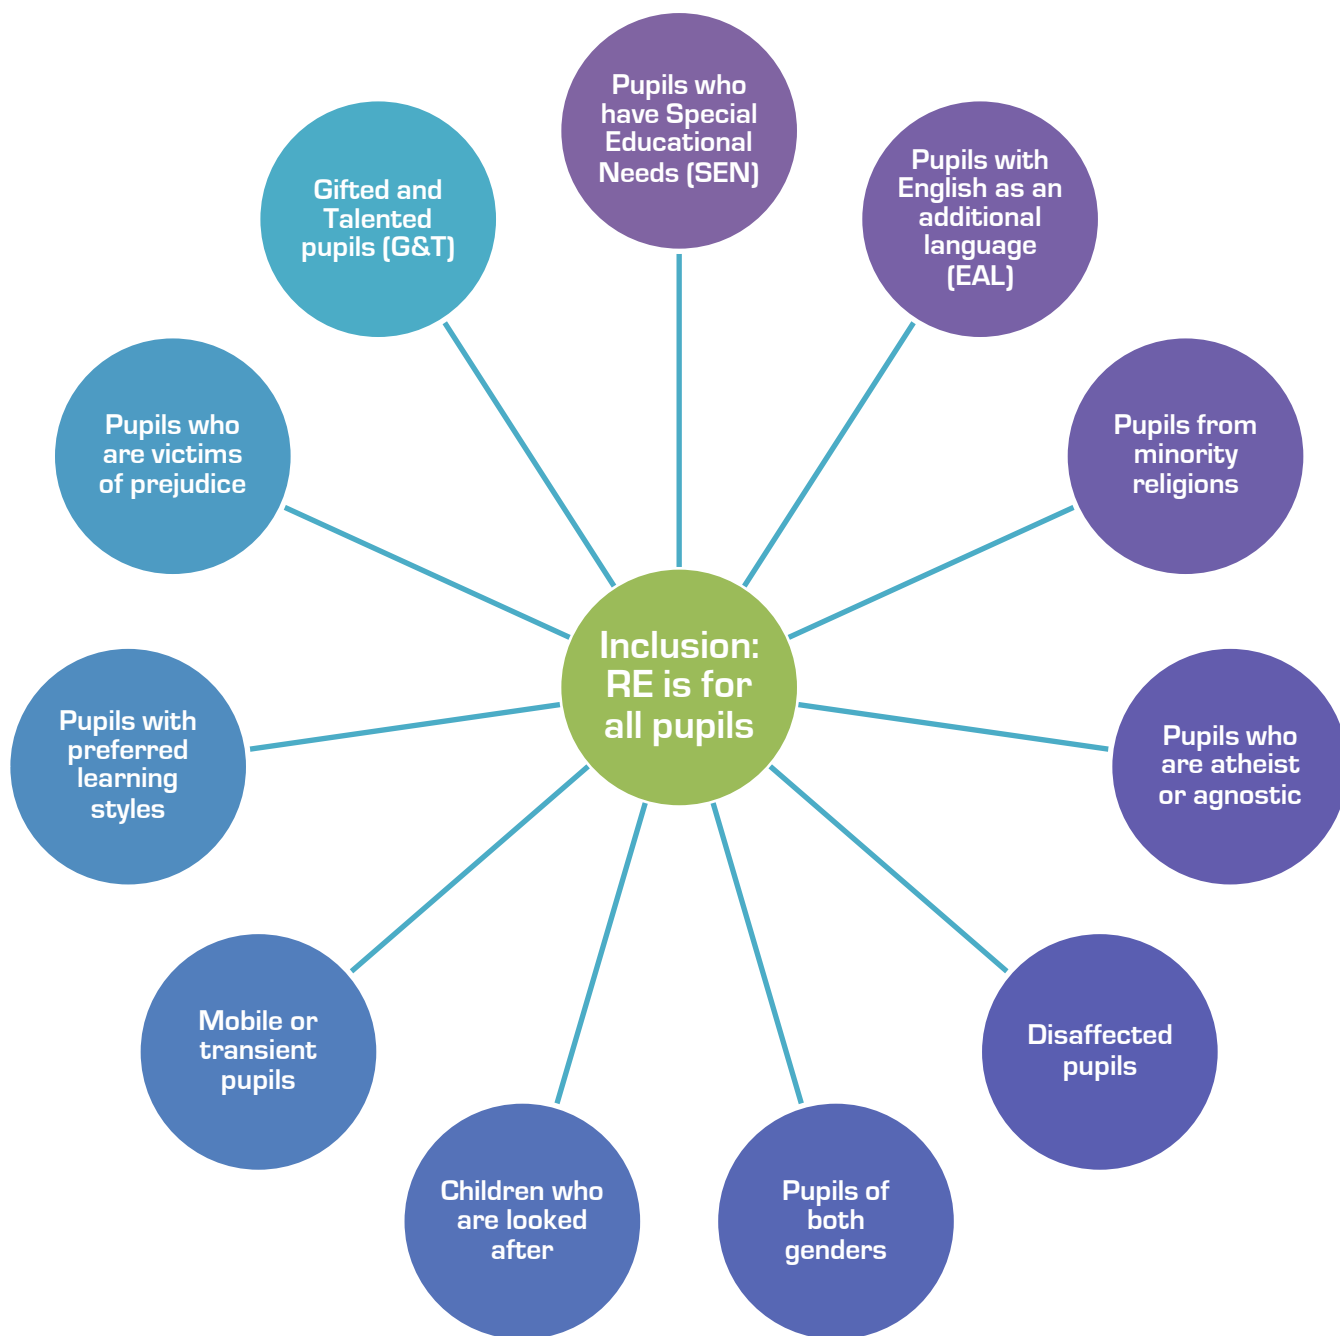 Pupils who
have Special
Educational
Needs (SEN)
Pupils with
English as an
additional
language
(EAL)
Pupils from
minority
religions
Pupils who
are atheist
or agnostic
Disaffected
pupils
Pupils of
both
genders
Children who
are looked
after
Mobile or
transient
pupils
Pupils with
preferred
learning
styles
Pupils who
are victims
of prejudice
Gifted and
Talented
pupils (G&T)
Inclusion:
RE is for
all pupils